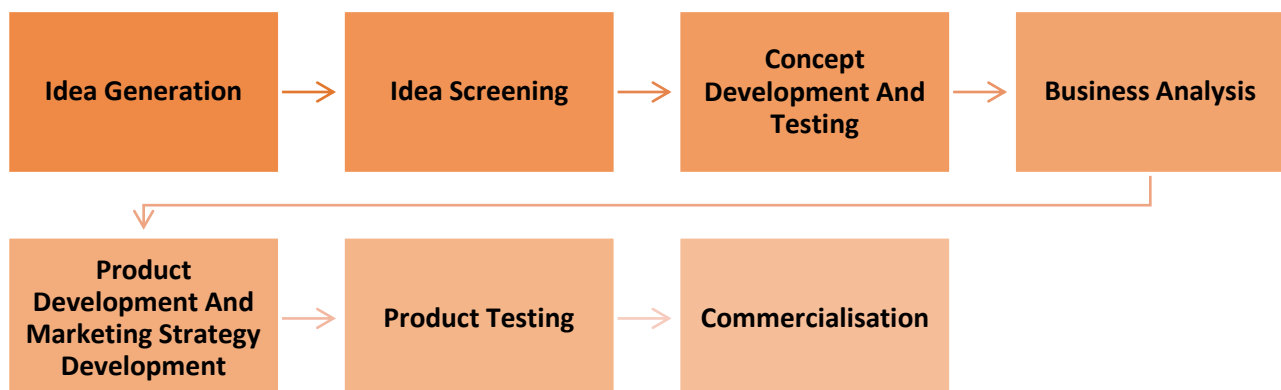 Idea Generation
Idea Screening
Concept
Development And
Testing
Business Analysis
Product
Development And
Marketing Strategy
Development
Product Testing
Commercialisation